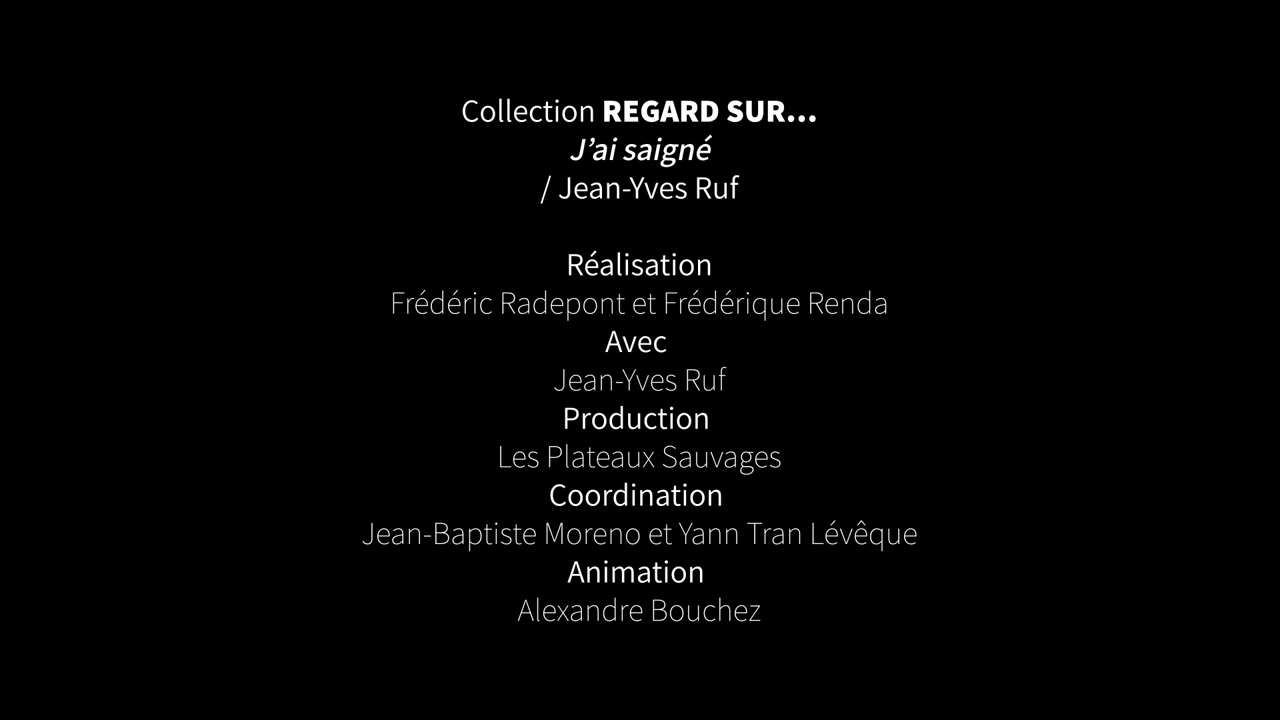 Collection REGARD SUR...
J'ai saigné
/ Jean-Yves Ruf
Réalisation
Frédéric Radepont et Frédérique Renda
Avec
Jean-Yves Ruf
Production
Les Plateaux Sauvages
Coordination
Jean-Baptiste Moreno et Yann Tran Lévêque
Animation
Alexandre Bouchez